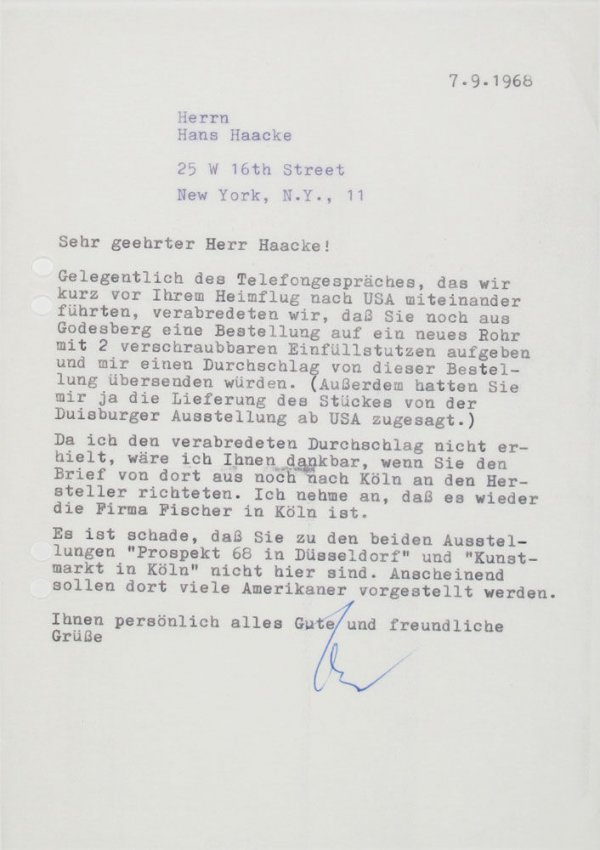 7.9.1968
Herrn
Hans Haacke
25 W 16th Street
New York, N.Y., 11
Sehr geehrter Herr Haacke!
Gelegentlich des Telefongespräches, das wir
kurz vor Ihrem Heimflug nach USA miteinander
führten, verabredeten wir, daß Sie noch aus
Godesberg eine Bestellung auf ein neues Rohr
mit 2 verschraubbaren Einfüllstutzen aufgeben
und mir einen Durchschlag von dieser Bestel-
lung übersenden würden. (Außerdem hatten Sie
mir ja die Lieferung des Stückes von der
Duisburger Ausstellung ab USA zugesagt.)
Da ich den verabredeten Durchschlag nicht er-
hielt, wäre ich Ihnen dankbar, wenn Sie den
Brief von dort aus noch nach Köln an den Her-
steller richteten. Ich nehme an, daß es wieder
die Firma Fischer in Köln ist.
Es ist schade, daß Sie zu den beiden Ausstel-
lungen "Prospekt 68 in Düsseldorf" und "Kunst-
markt in Köln" nicht hier sind. Anscheinend
sollen dort viele Amerikaner vorgestellt werden.
Ihnen persönlich alles Gute und freundliche
Grüße